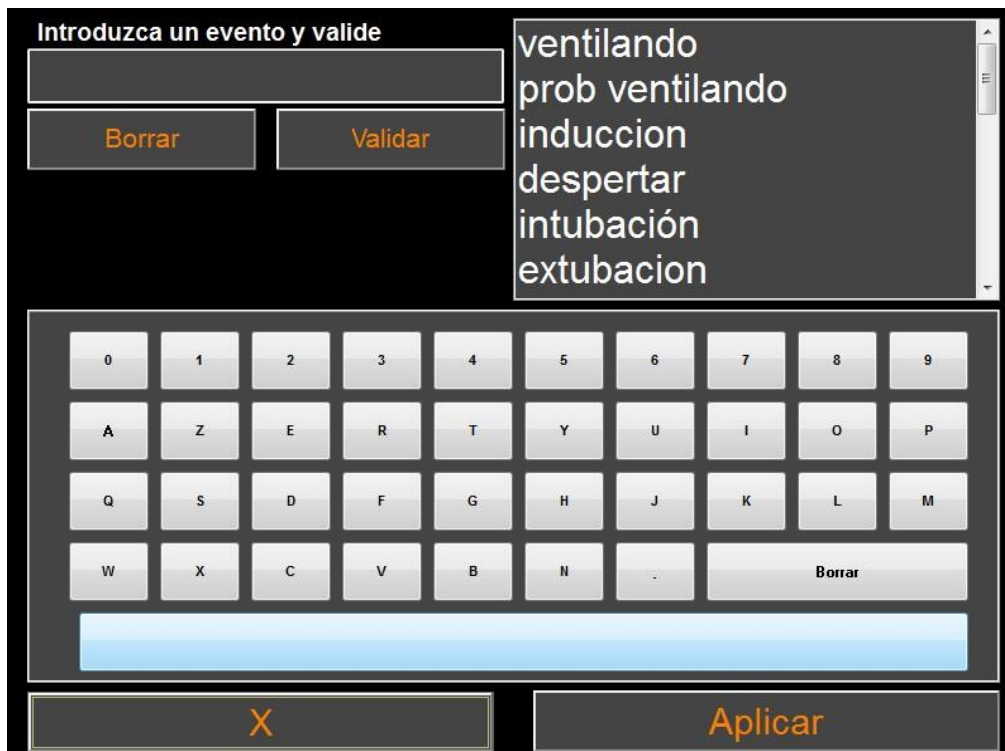 Introduzca un evento y valide
Borrar Validar
ventilando
prob ventilando
induccion
despertar
intubación
extubacion
0 1 2 3 4 5 6 7 8 9
A Z E R T Y U I O P
Q S D F G H J K L M
W X C V B N . Borrar
X Aplicar